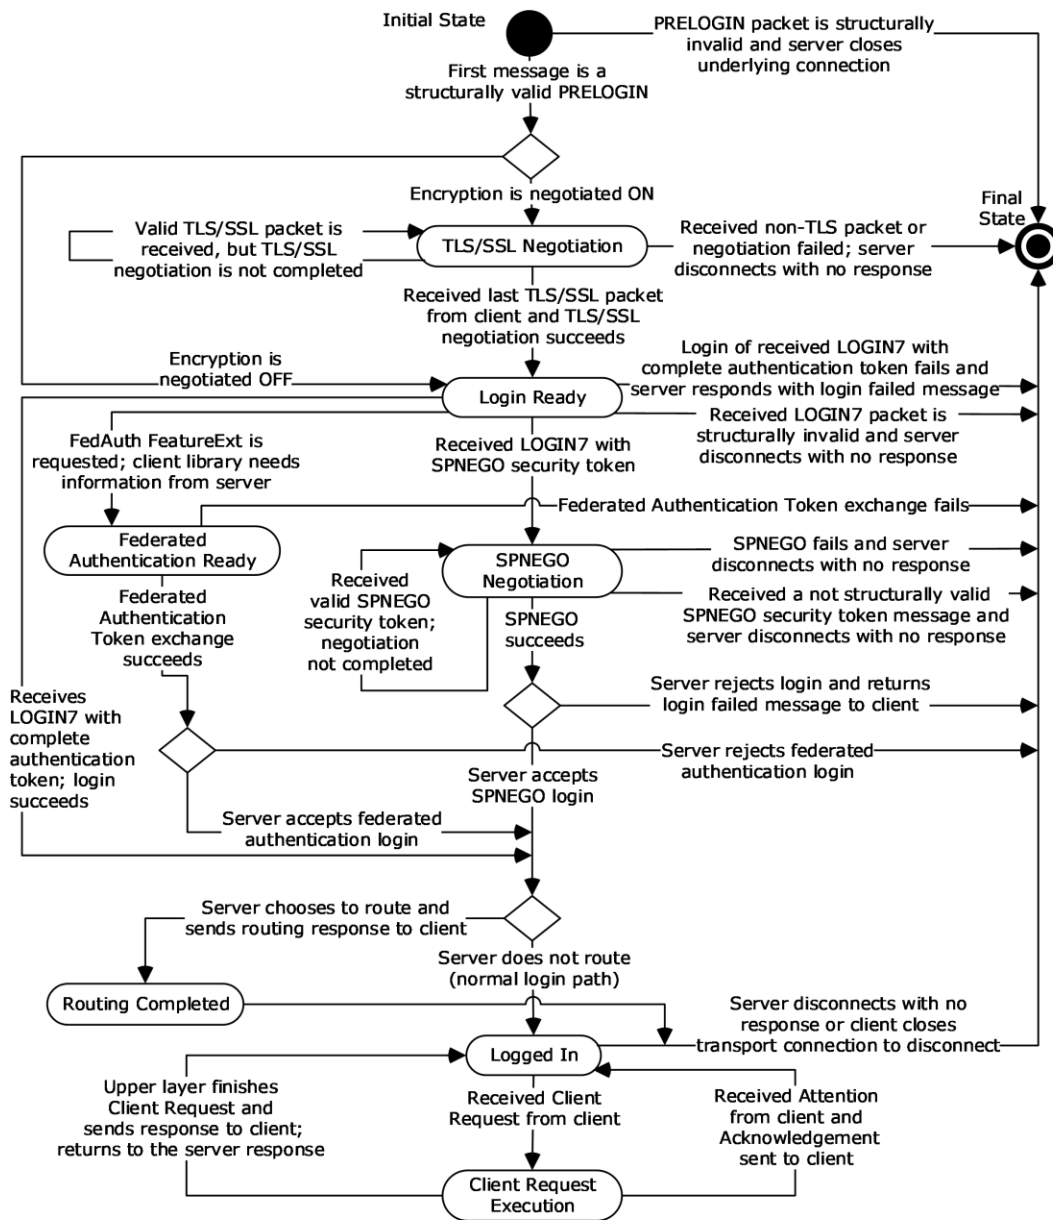 Initial State
PRELOGIN packet is structurally
invalid and server closes
underlying connection
First message is a
structurally valid PRELOGIN
Encryption is negotiated ON
Final
State
Valid TLS/SSL packet is
received, but TLS/SSL
negotiation is not completed
TLS/SSL Negotiation
Received non-TLS packet or
negotiation failed; server
disconnects with no response
Received last TLS/SSL packet
from client and TLS/SSL
negotiation succeeds
Encryption is
negotiated OFF
Login of received LOGIN7 with
complete authentication token fails and
server responds with login failed message
Login Ready
Received LOGIN7 packet is
structurally invalid and server
disconnects with no response
FedAuth FeatureExt is
requested; client library needs
information from server
Received LOGIN7 with
SPNEGO security token
Federated Authentication Token exchange fails
Federated
Authentication Ready
SPNEGO
Negotiation
SPNEGO fails and server
disconnects with no response
Received
valid SPNEGO
security token;
negotiation
not completed
Received a not structurally valid
SPNEGO security token message and
server disconnects with no response
Federated
Authentication
Token exchange
succeeds
SPNEGO
succeeds
Server rejects login and returns
login failed message to client
Receives
LOGIN7 with
complete
authentication
token; login
succeeds
Server rejects federated
authentication login
Server accepts
SPNEGO login
Server accepts federated
authentication login
Server chooses to route and
sends routing response to client
Server does not route
(normal login path)
Routing Completed
Server disconnects with no
response or client closes
transport connection to disconnect
Logged In
Upper layer finishes
Client Request and
sends response to client;
returns to the server response
Received Client
Request from client
Received Attention
from client and
Acknowledgement
sent to client
Client Request
Execution